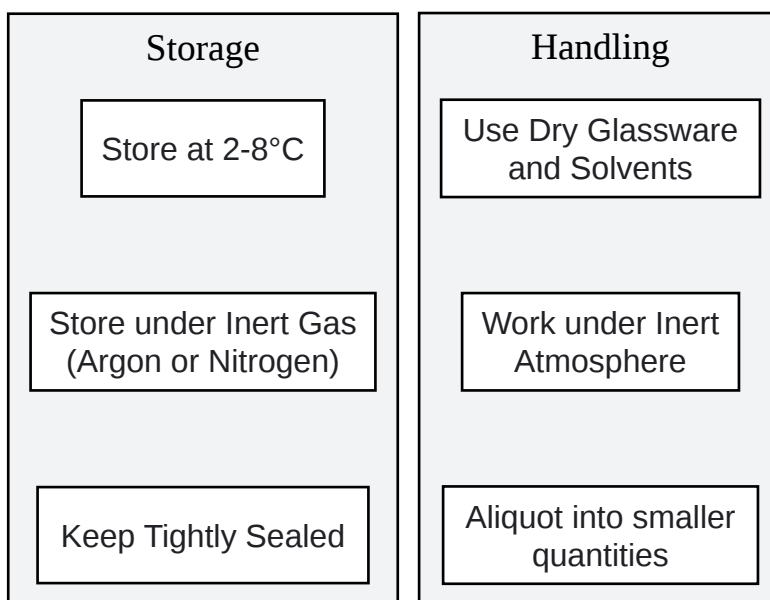 Storage
Store at 2-8°C
Store under Inert Gas
(Argon or Nitrogen)
Keep Tightly Sealed
Handling
Use Dry Glassware
and Solvents
Work under Inert
Atmosphere
Aliquot into smaller
quantities